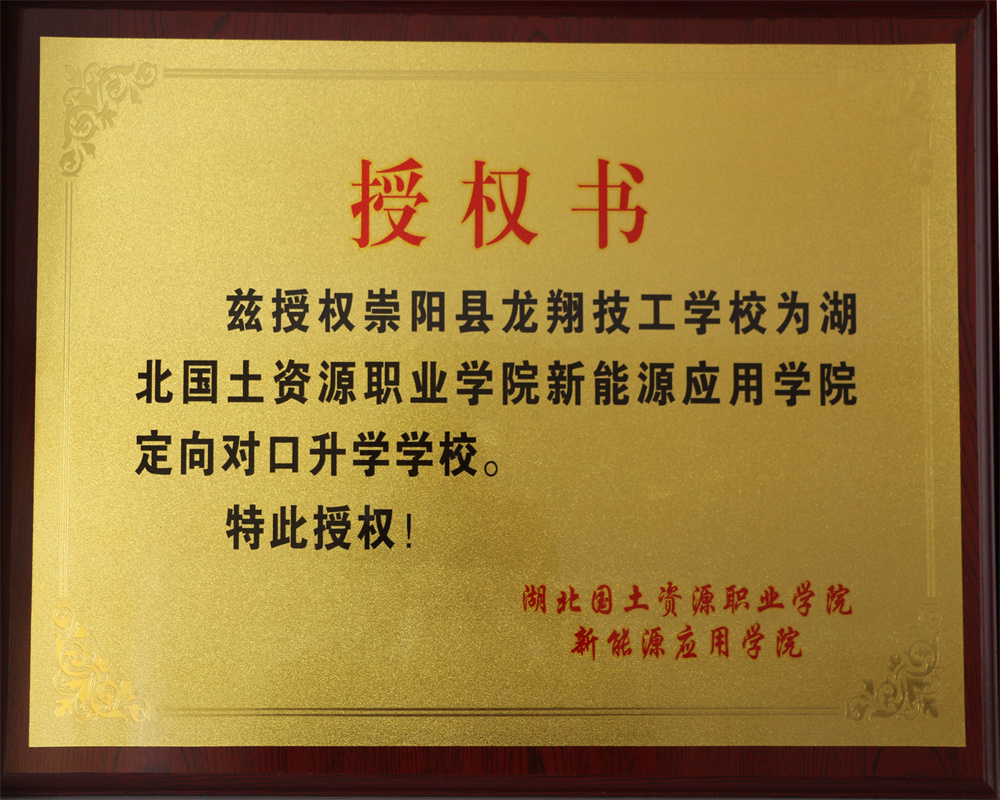 授权书
兹授权崇阳县龙翔技工学校为湖
北国土资源职业学院新能源应用学院
定向对口升学学校。
特此授权！
湖北国土资源职业学院
新能源应用学院